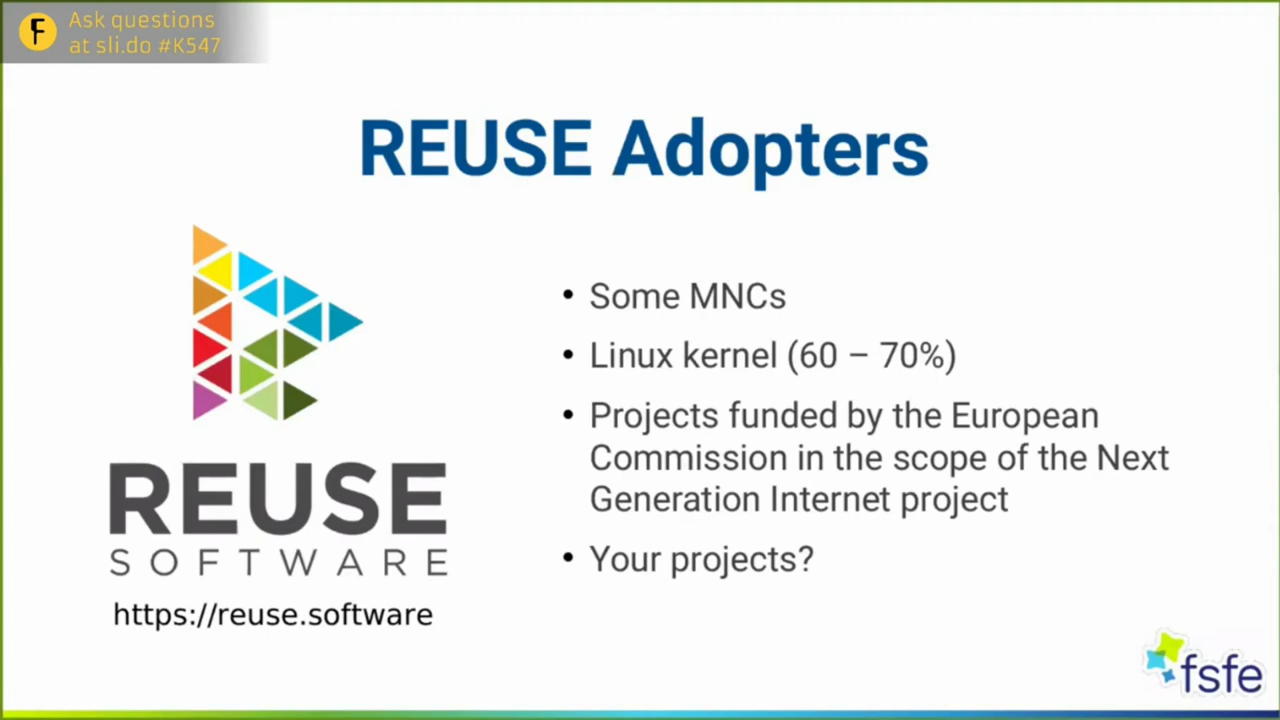 Ask questions
at sli.do #K547
REUSE Adopters
REUSE
SOFTWARE
https://reuse.software
• Some MNCs
• Linux kernel (60 – 70%)
• Projects funded by the European
Commission in the scope of the Next
Generation Internet project
• Your projects?
fsfe